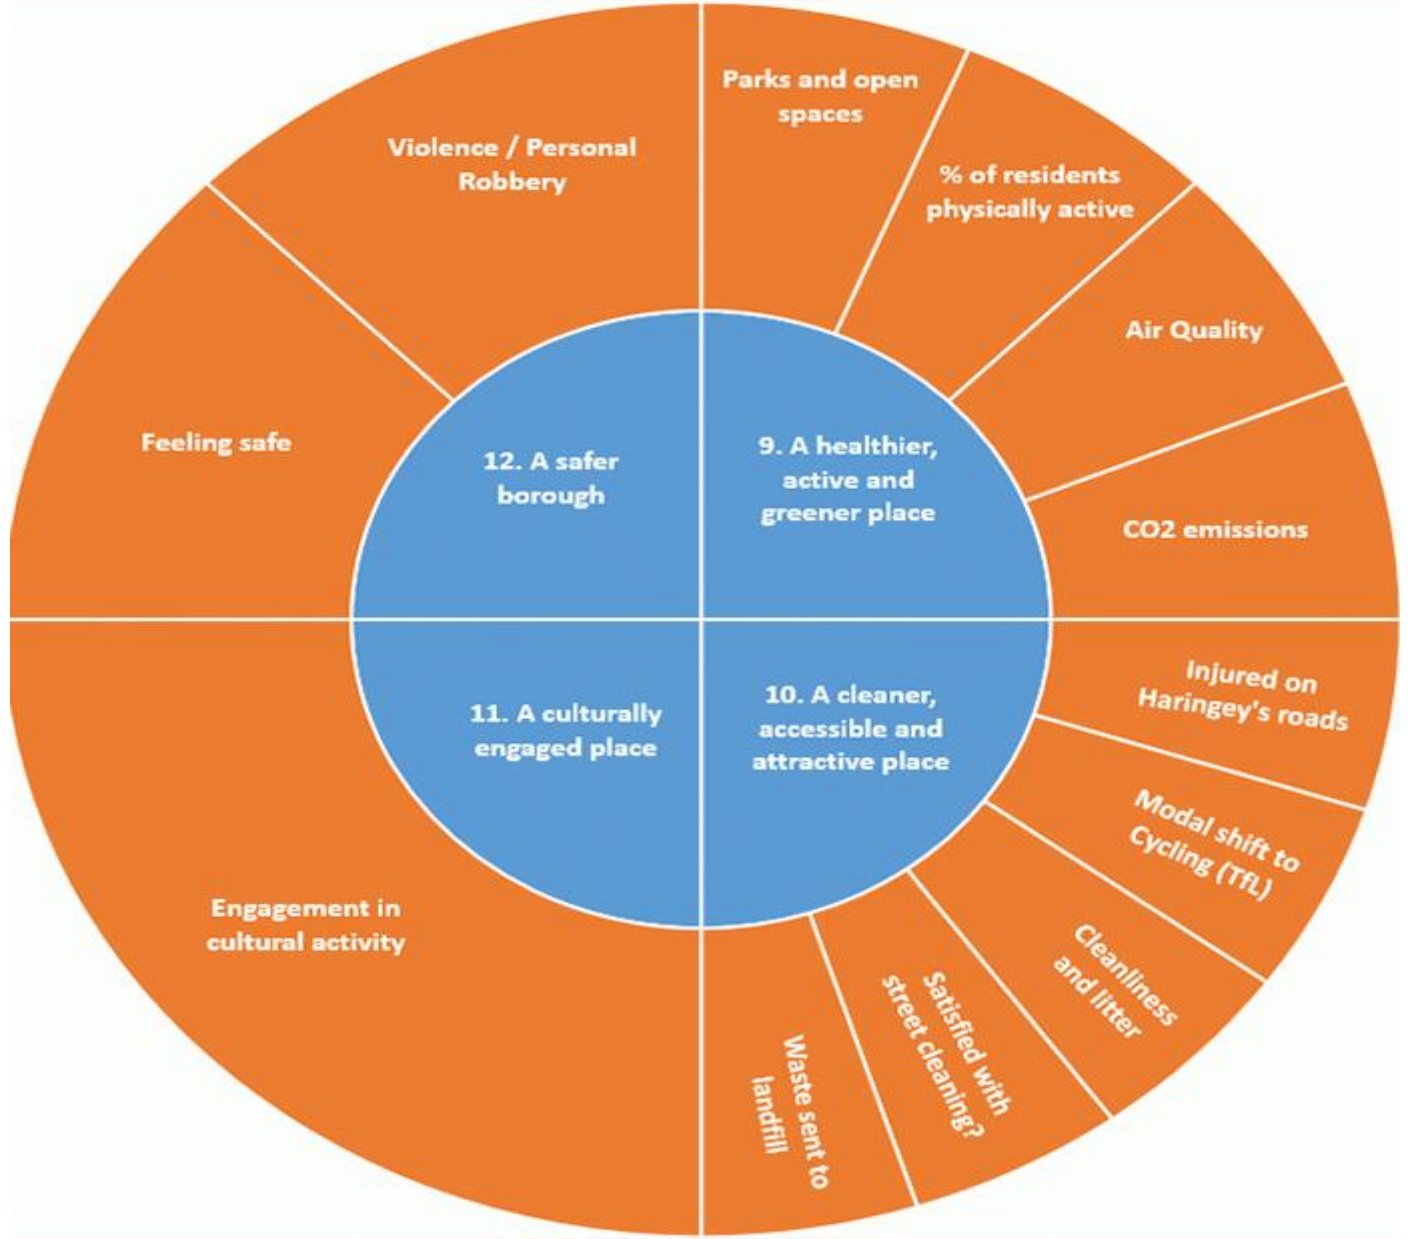 Parks and open
spaces
% of residents
physically active
Air Quality
CO2 emissions
Injured on
Haringey's roads
Modal shift to
Cycling (TfL)
Cleanliness
and litter
Satisfied with
street cleaning?
Waste sent to
landfill
Engagement in
cultural activity
Feeling safe
Violence / Personal
Robbery
9. A healthier,
active and
greener place
10. A cleaner,
accessible and
attractive place
11. A culturally
engaged place
12. A safer
borough